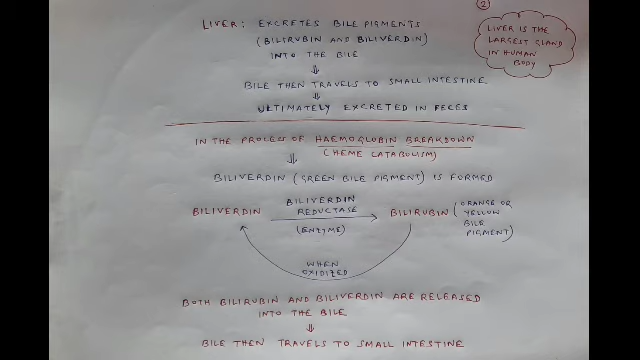 ②
LIVER: EXCRETES BILE PIGMENTS
(BILIRUBIN AND BILIVERDIN)
INTO THE BILE
⇓
BILE THEN TRAVELS TO SMALL INTESTINE
⇓
ULTIMATELY EXCRETED IN FECES
LIVER IS THE
LARGEST GLAND
IN HUMAN
BODY
IN THE PROCESS OF HAEMOGLOBIN BREAKDOWN
(HEME CATABOLISM)
⇓
BILIVERDIN (GREEN BILE PIGMENT) IS FORMED
BILIVERDIN
BILIVERDIN
REDUCTASE
(ENZYME)
BILIRUBIN
(ORANGE OR
YELLOW
BILE
PIGMENT)
WHEN
OXIDIZED
BOTH BILIRUBIN AND BILIVERDIN ARE RELEASED
INTO THE BILE
⇓
BILE THEN TRAVELS TO SMALL INTESTINE